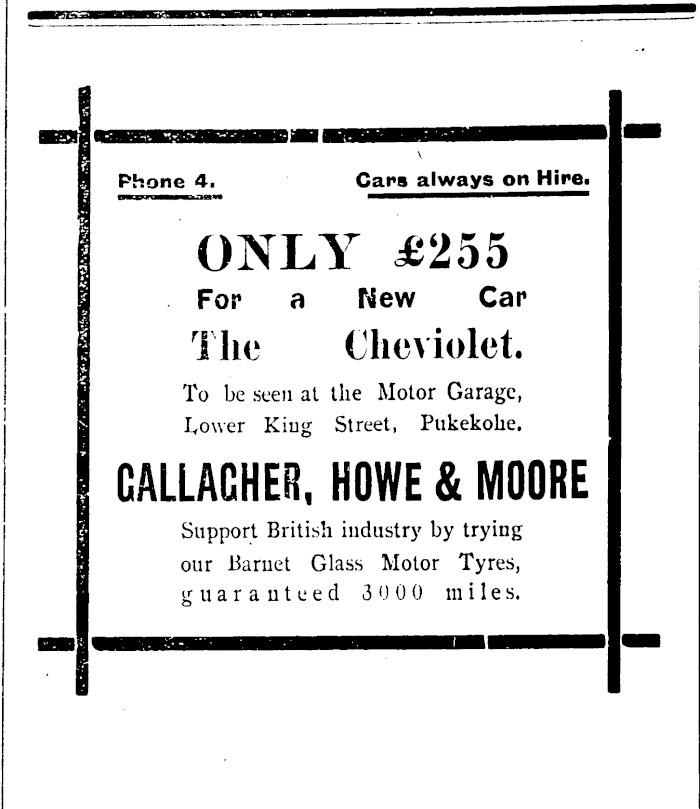 Phone 4. Cars always on Hire.
ONLY £255
For a New Car
The Cheviolet.
To be seen at the Motor Garage,
Lower King Street, Pukekohe.
GALLAGHER, HOWE & MOORE
Support British industry by trying
our Barnet Glass Motor Tyres,
guaranteed 3000 miles.